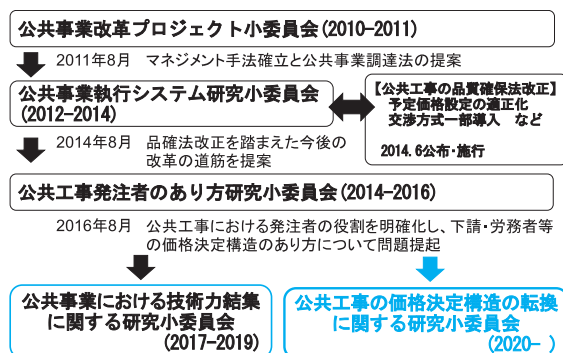 公共事業改革プロジェクト小委員会(2010-2011)
2011年8月　マネジメント手法確立と公共事業調達法の提案
公共事業執行システム研究小委員会
(2012-2014)
【公共工事の品質確保法改正】
予定価格設定の適正化
交渉方式一部導入　など
2014.6公布・施行
2014年8月　品確法改正を踏まえた今後の
改革の道筋を提案
公共工事発注者のあり方研究小委員会(2014-2016)
2016年8月　公共工事における発注者の役割を明確化し、下請・労務者等
の価格決定構造のあり方について問題提起
公共事業における技術力結集
に関する研究小委員会
(2017-2019)
公共工事の価格決定構造の転換
に関する研究小委員会
(2020- )